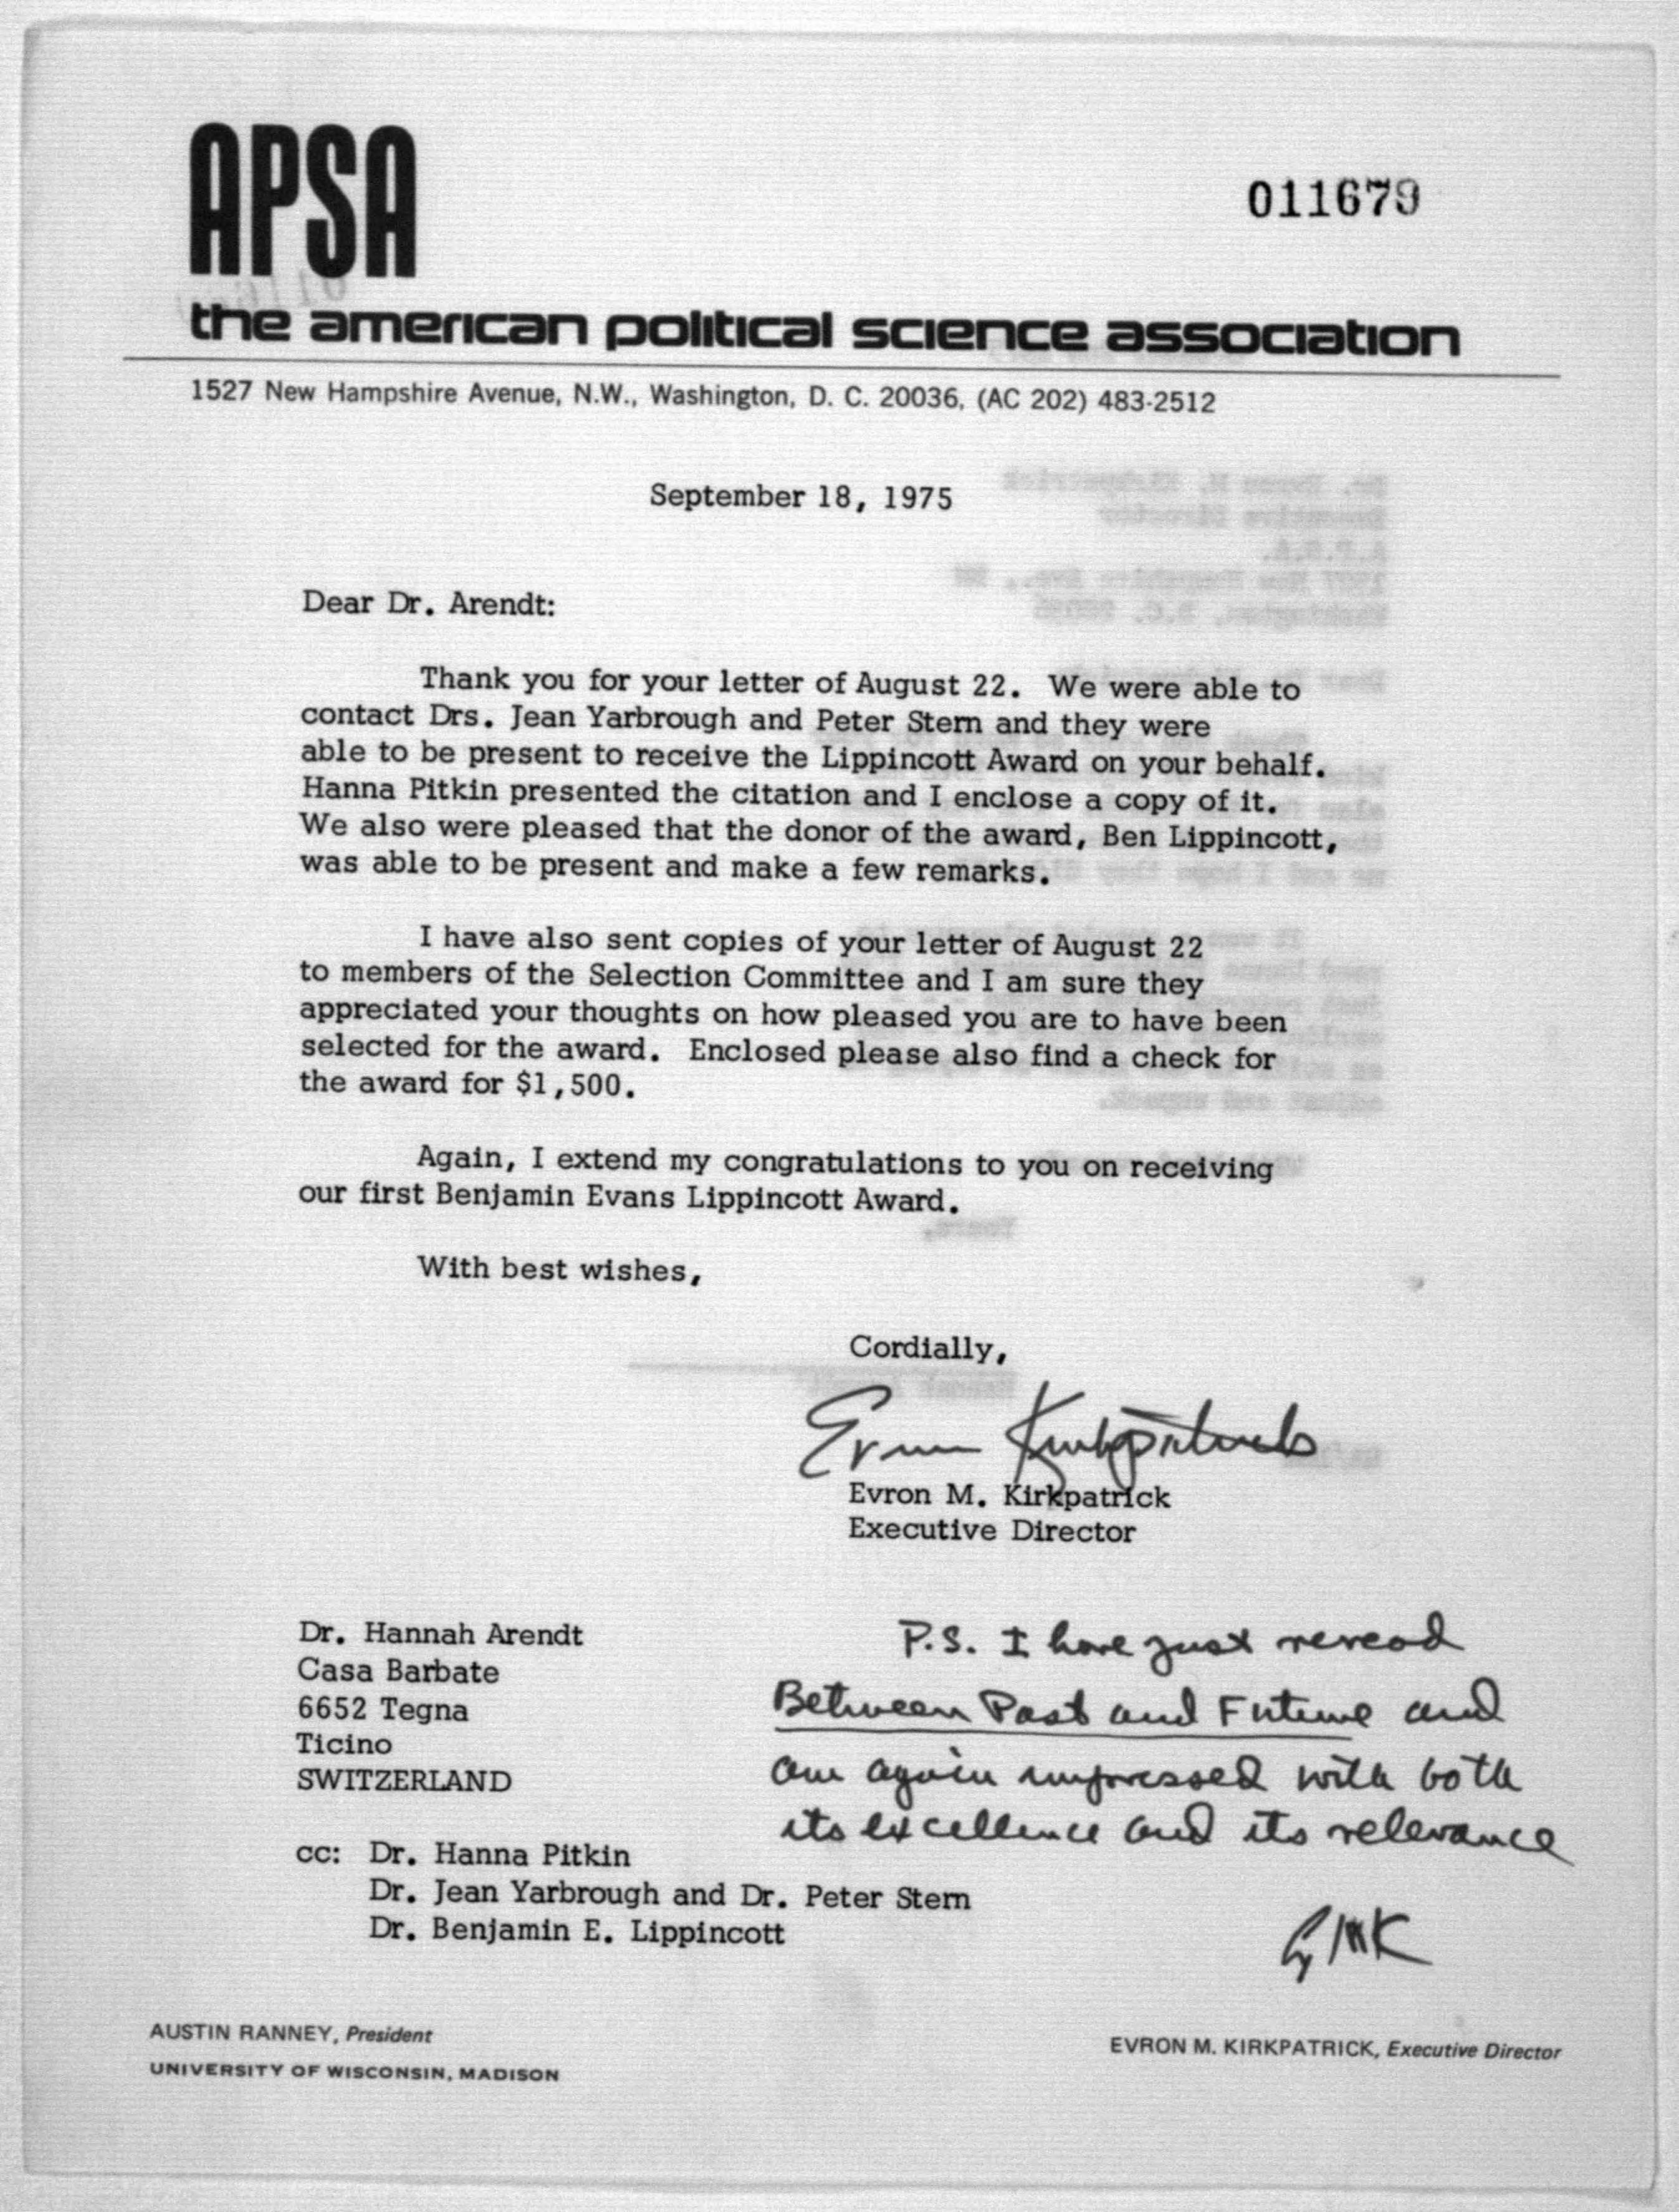 APSA
011679
the american political science association
1527 New Hampshire Avenue, N.W., Washington, D. C. 20036, (AC 202) 483-2512
September 18, 1975
Dear Dr. Arendt:
Thank you for your letter of August 22. We were able to
contact Drs. Jean Yarbrough and Peter Stern and they were
able to be present to receive the Lippincott Award on your behalf.
Hanna Pitkin presented the citation and I enclose a copy of it.
We also were pleased that the donor of the award, Ben Lippincott,
was able to be present and make a few remarks.
I have also sent copies of your letter of August 22
to members of the Selection Committee and I am sure they
appreciated your thoughts on how pleased you are to have been
selected for the award. Enclosed please also find a check for
the award for $1,500.
Again, I extend my congratulations to you on receiving
our first Benjamin Evans Lippincott Award.
With best wishes,
Cordially,
Evron Kirkpatrick
Evron M. Kirkpatrick
Executive Director
Dr. Hannah Arendt
Casa Barbate
6652 Tegna
Ticino
SWITZERLAND
cc: Dr. Hanna Pitkin
Dr. Jean Yarbrough and Dr. Peter Stern
Dr. Benjamin E. Lippincott
P.S. I have just reread
Between Past and Future and
am again impressed with both
its excellence and its relevance
EMK
AUSTIN RANNEY, President
UNIVERSITY OF WISCONSIN, MADISON
EVRON M. KIRKPATRICK, Executive Director